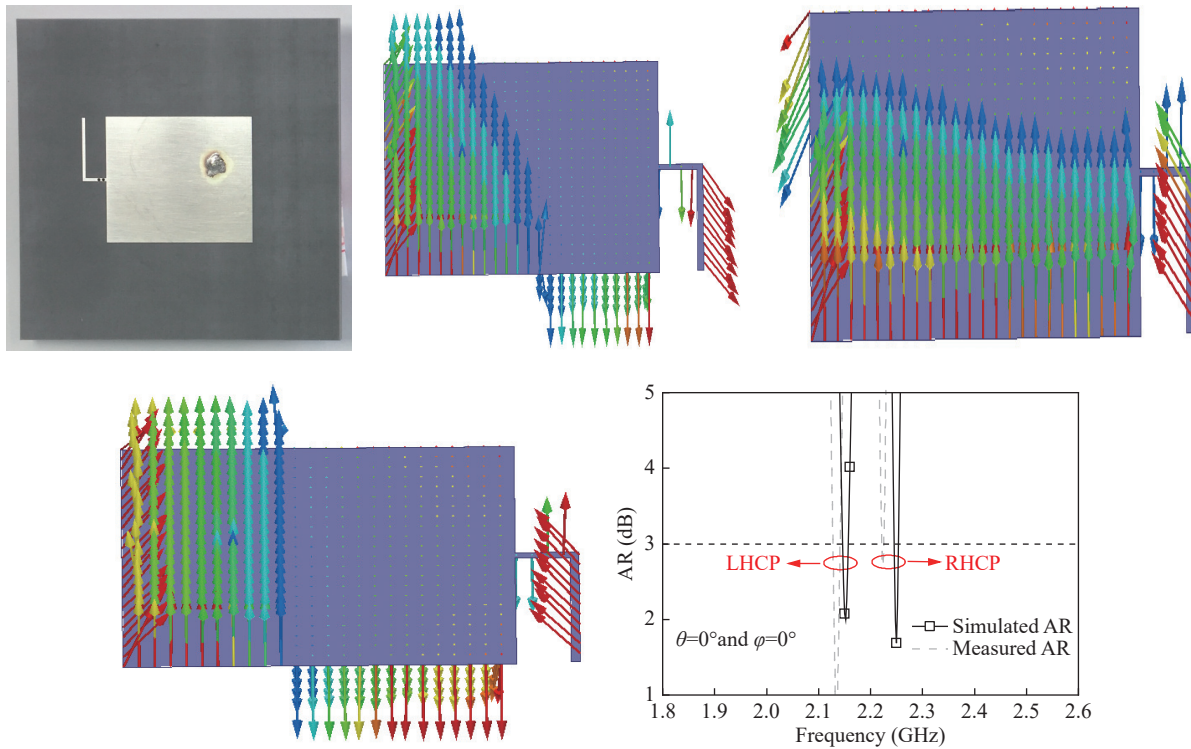 5
4
3
2
1
AR (dB)
LHCP
RHCP
θ=0°and φ=0°
Simulated AR
Measured AR
1.8
1.9
2.0
2.1
2.2
2.3
2.4
2.5
2.6
Frequency (GHz)